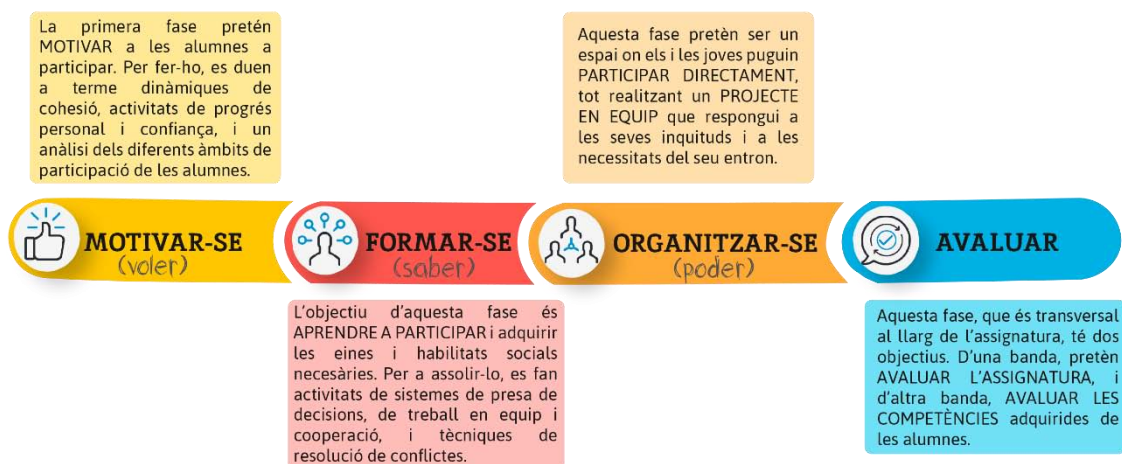 La primera fase pretén
MOTIVAR a les alumnes a
participar. Per fer-ho, es duen
a terme dinàmiques de
cohesió, activitats de progrés
personal i confiança, i un
anàlisi dels diferents àmbits de
participació de les alumnes.
Aquesta fase pretèn ser un
espai on els i les joves puguin
PARTICIPAR DIRECTAMENT,
tot realitzant un PROJECTE
EN EQUIP que respongui a
les seves inquituds i a les
necessitats del seu entron.
MOTIVAR-SE
(voler)
FORMAR-SE
(saber)
ORGANITZAR-SE
(poder)
AVALUAR
L'objectiu d'aquesta fase és
APRENDRE A PARTICIPAR i adquirir
les eines i habilitats socials
necesàries. Per a assolir-lo, es fan
activitats de sistemes de presa de
decisions, de treball en equip i
cooperació, i tècniques de
resolució de conflictes.
Aquesta fase, que és transversal
al llarg de l'assignatura, té dos
objectius. D'una banda, pretèn
AVALUAR L'ASSIGNATURA, i
d'altra banda, AVALUAR LES
COMPETÈNCIES adquirides de
les alumnes.